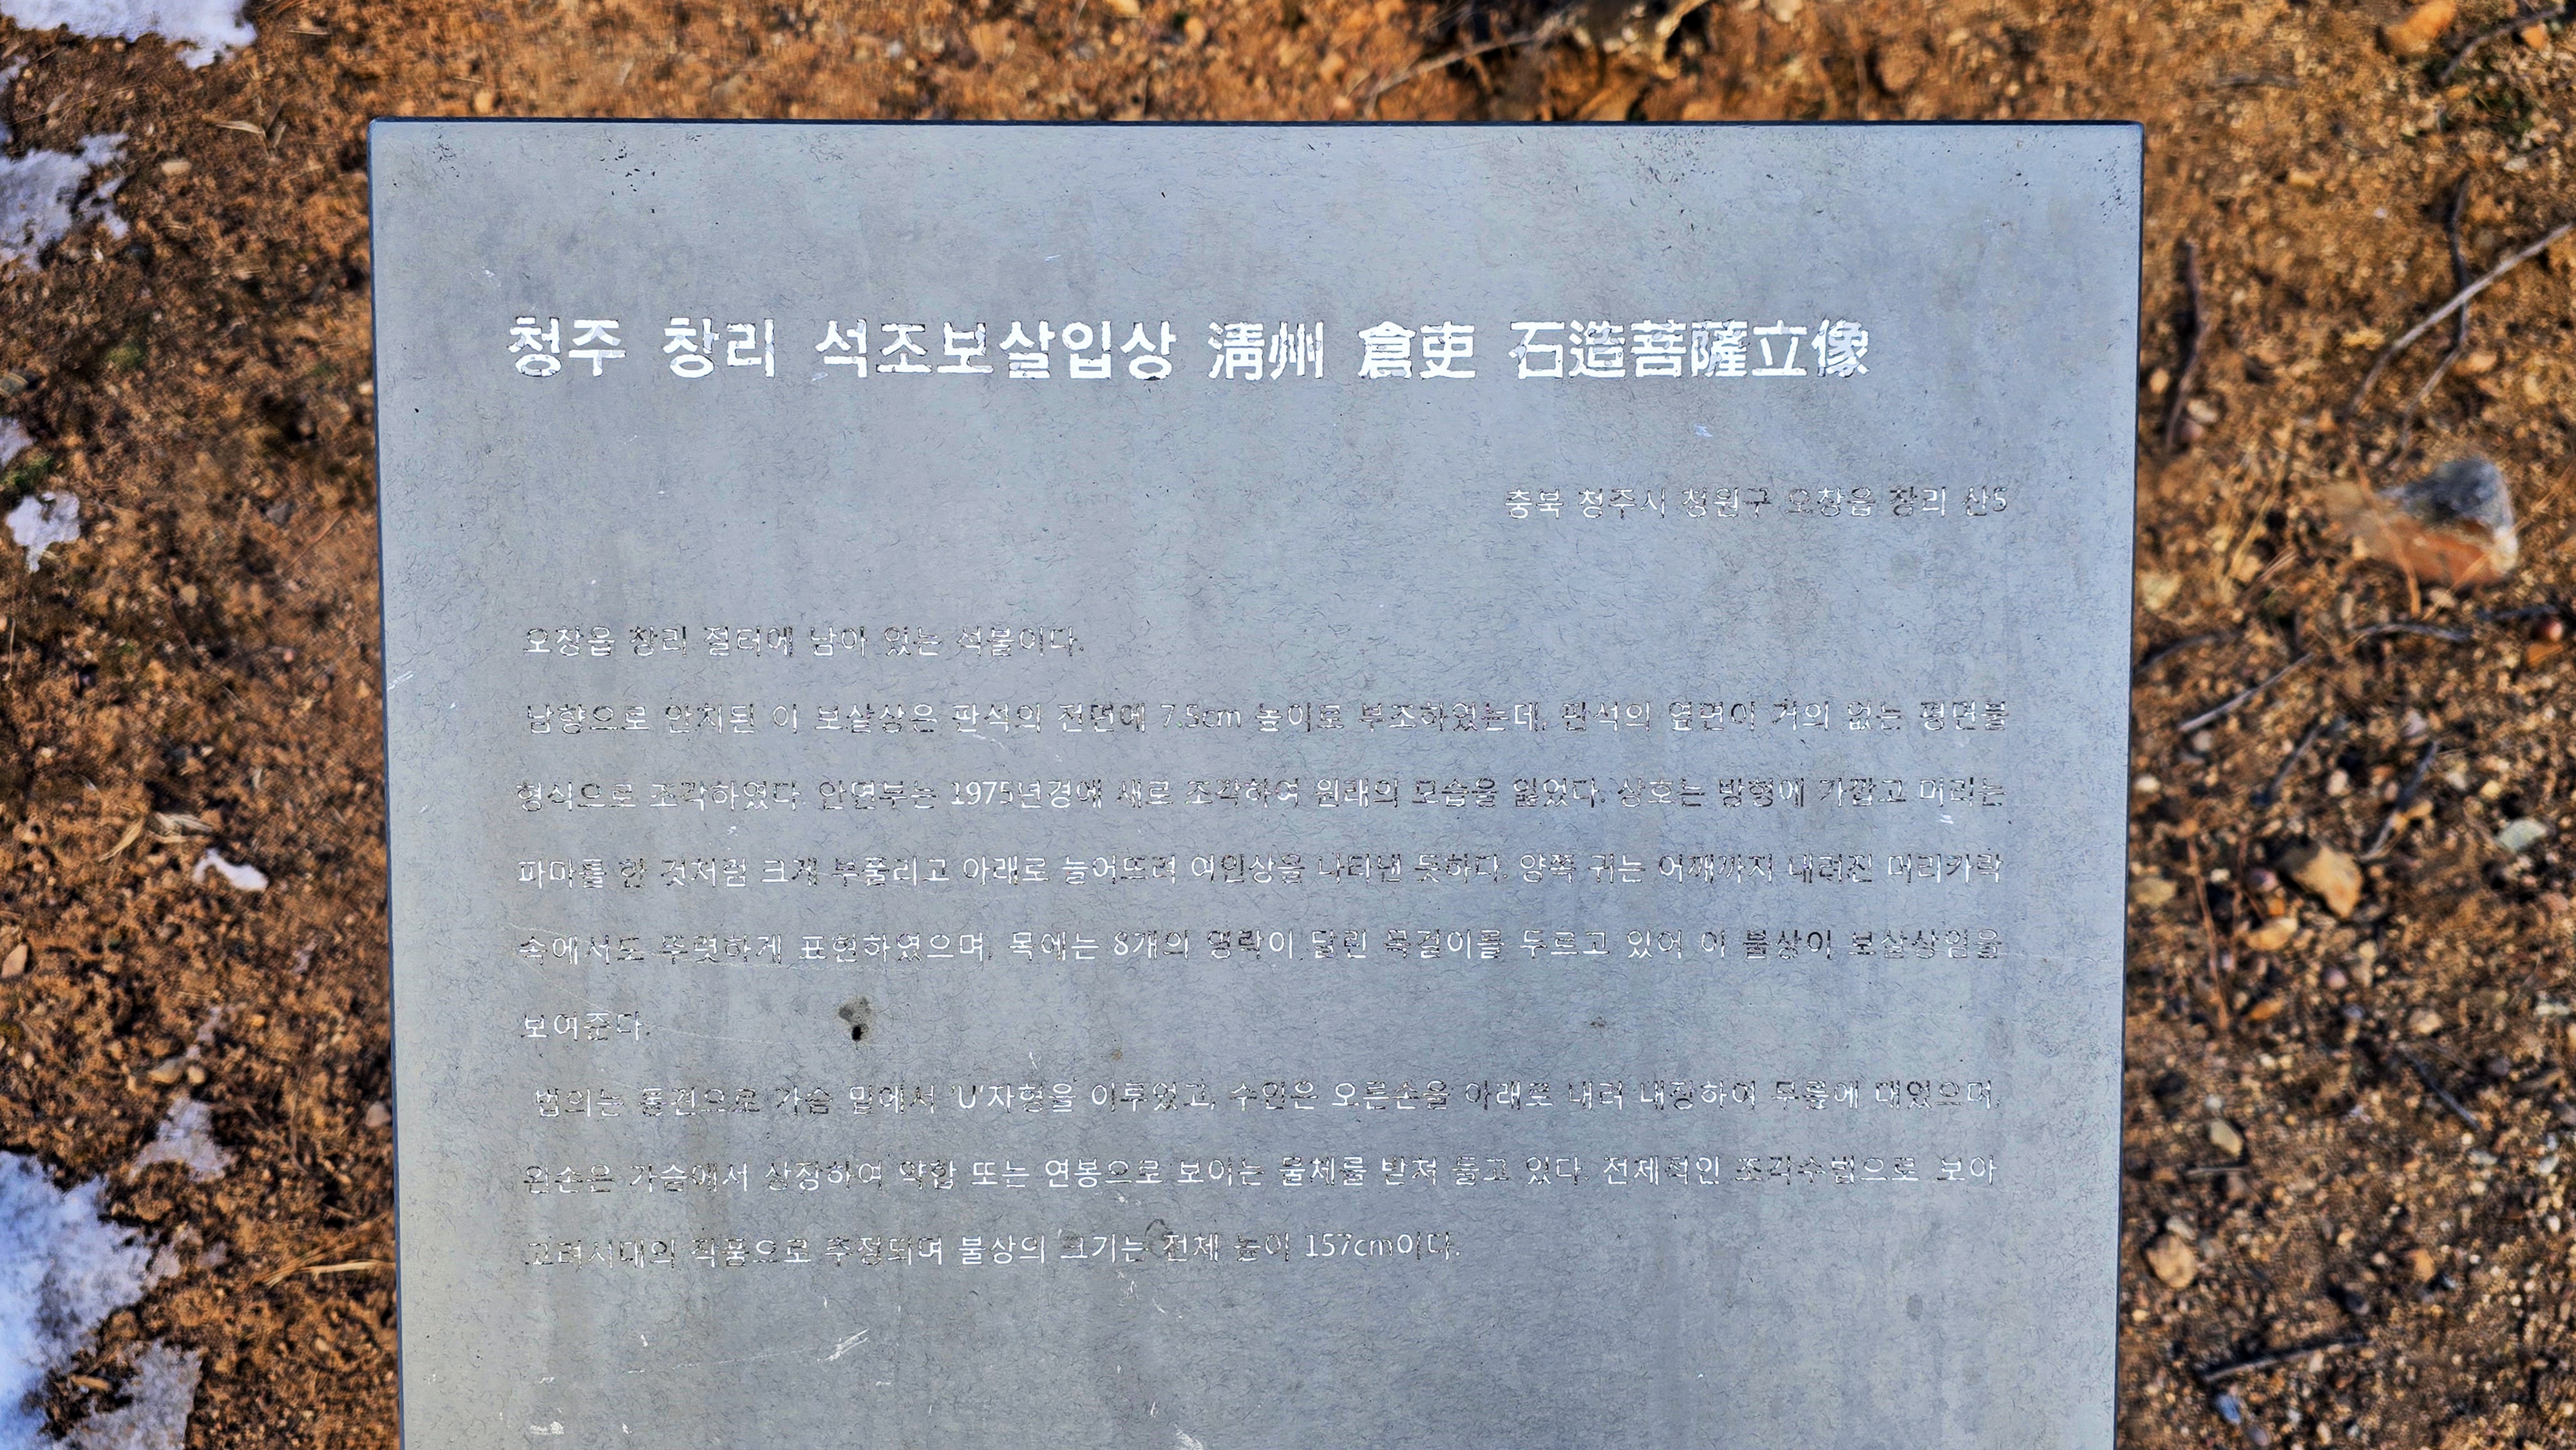 청주 창리 석조보살입상 淸州 倉吏 石造菩薩立像
충북 청주시 청원구 오창읍 창리 산5
오창읍 창리 절터에 남아 있는 석불이다.
남향으로 안치된 이 보살상은 판석의 전면에 7.5cm 높이로 부조하였는데, 판석의 옆면이 거의 없는 평면불
형식으로 조각하였다. 안면부는 1975년경에 새로 조각하여 원래의 모습을 잃었다. 상호는 방형에 가깝고 머리는
파마를 한 것처럼 크게 부풀리고 아래로 늘어뜨려 여인상을 나타낸 듯하다. 양쪽 귀는 어깨까지 내려진 머리카락
속에서도 뚜렷하게 표현하였으며, 목에는 8개의 영락이 달린 목걸이를 두르고 있어 이 불상이 보살상임을
보여준다.
법의는 통견으로 가슴 밑에서 'U'자형을 이루었고, 수인은 오른손을 아래로 내려 내장하여 무릎에 대었으며,
왼손은 가슴에서 상장하여 약합 또는 연봉으로 보이는 물체를 받쳐 들고 있다. 전체적인 조각수법으로 보아
고려시대의 작품으로 추정되며 불상의 크기는 전체 높이 157cm이다.